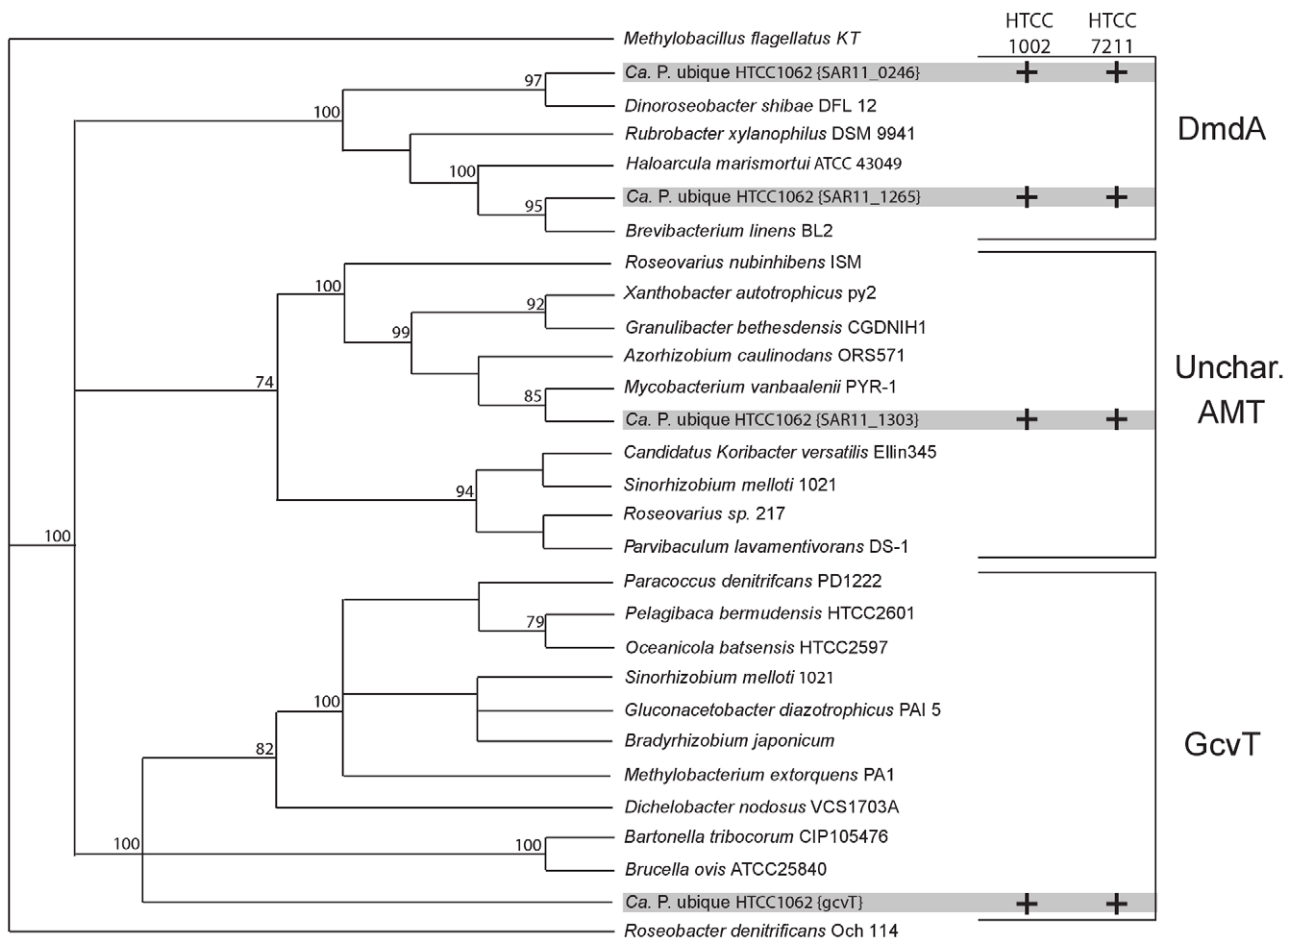 HTCC 1002
HTCC 7211
Methylobacillus flagellatus KT
Ca. P. ubique HTCC1062 {SAR11_0246} + +
97
Dinoroseobacter shibae DFL 12
100
DmdA
Rubrobacter xylanophilus DSM 9941
Haloarcula marismortui ATCC 43049
100
Ca. P. ubique HTCC1062 {SAR11_1265} + +
95
Brevibacterium linens BL2
Roseovarius nubinhibens ISM
100
Xanthobacter autotrophicus py2
92
Granulibacter bethesdensis CGDNIH1
99
Azorhizobium caulinodans ORS571
Unchar.
AMT
74
Mycobacterium vanbaalenii PYR-1
85
Ca. P. ubique HTCC1062 {SAR11_1303} + +
Candidatus Koribacter versatilis Ellin345
Sinorhizobium melloti 1021
94
Roseovarius sp. 217
100
Parvibaculum lavamentivorans DS-1
Paracoccus denitrifcans PD1222
Pelagibaca bermudensis HTCC2601
79
Oceanicola batsensis HTCC2597
Sinorhizobium melloti 1021
100
Gluconacetobacter diazotrophicus PAI 5
Bradyrhizobium japonicum
GcvT
82
Methylobacterium extorquens PA1
Dichelobacter nodosus VCS1703A
Bartonella tribocorum CIP105476
100
100
Brucella ovis ATCC25840
Ca. P. ubique HTCC1062 {gcvT} + +
Roseobacter denitrificans Och 114